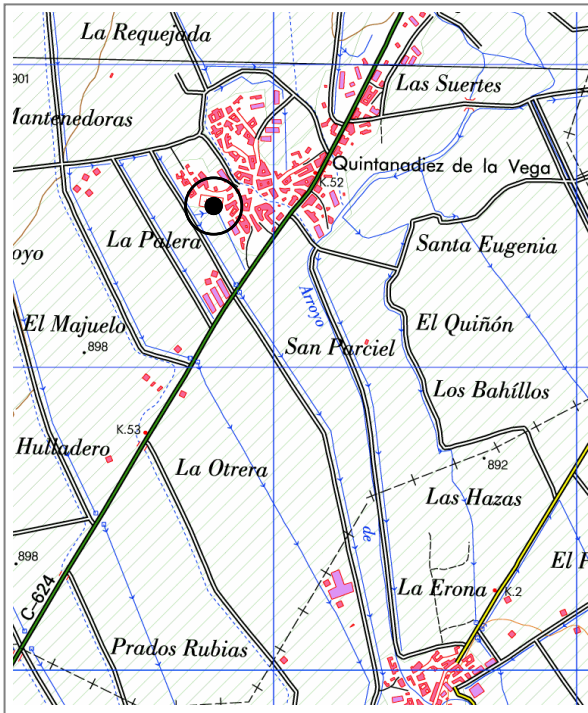 La Requejada
901
Las Suertes
Mantenedoras
Quintanadiez de la Vega
K.52
La Palera
Santa Eugenia
oyo
Arroyo
El Majuelo
El Quiñón
898
San Parciel
Los Bahíllos
K.53
Hulladero
La Otrera
892
Las Hazas
de
898
El F
La Erona
K.2
C-624
Prados Rubias